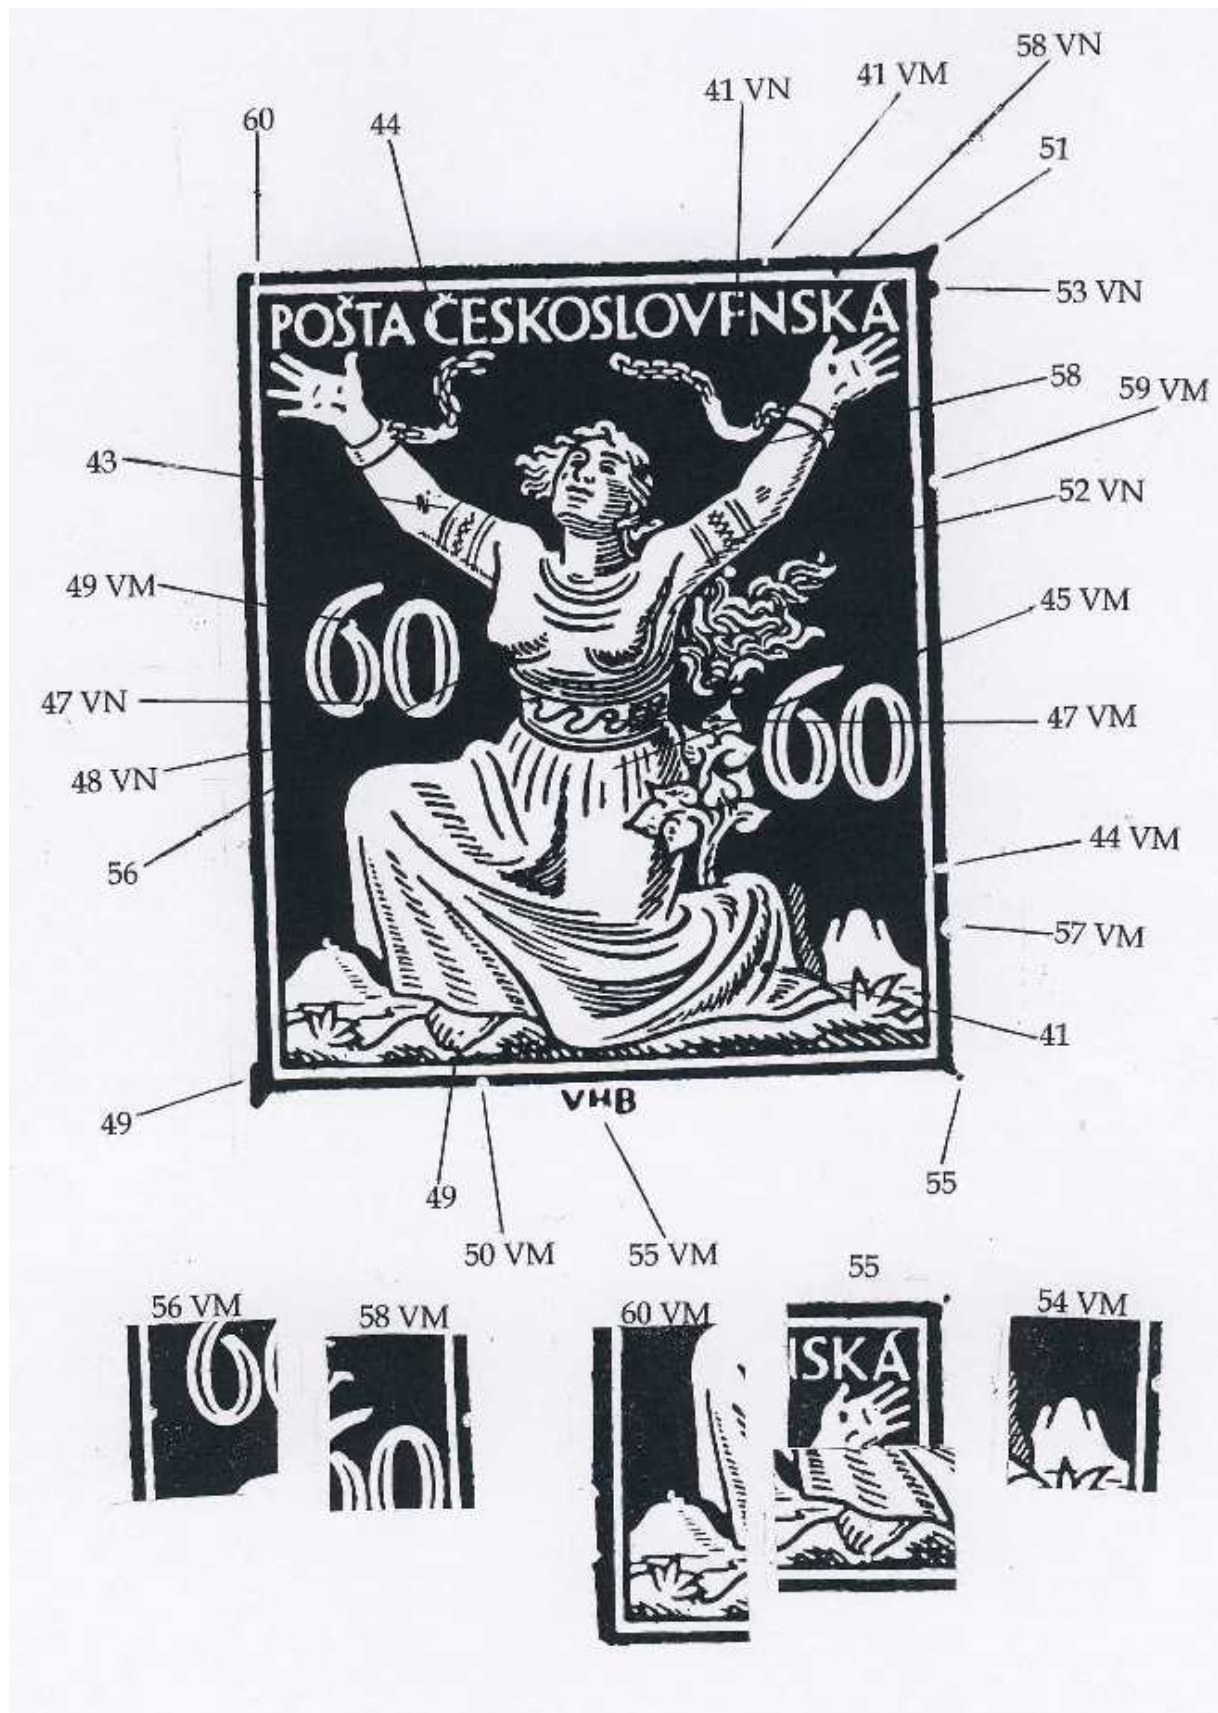 58 VN
41 VM
41 VN
60
44
51
53 VN
POŠTA ČESKOSLOVFNSKÁ
58
59 VM
43
52 VN
49 VM
60
45 VM
47 VN
60
47 VM
48 VN
56
44 VM
57 VM
41
49
VHB
55
49
50 VM
55 VM
55
56 VM
58 VM
60 VM
54 VM
NSKÁ